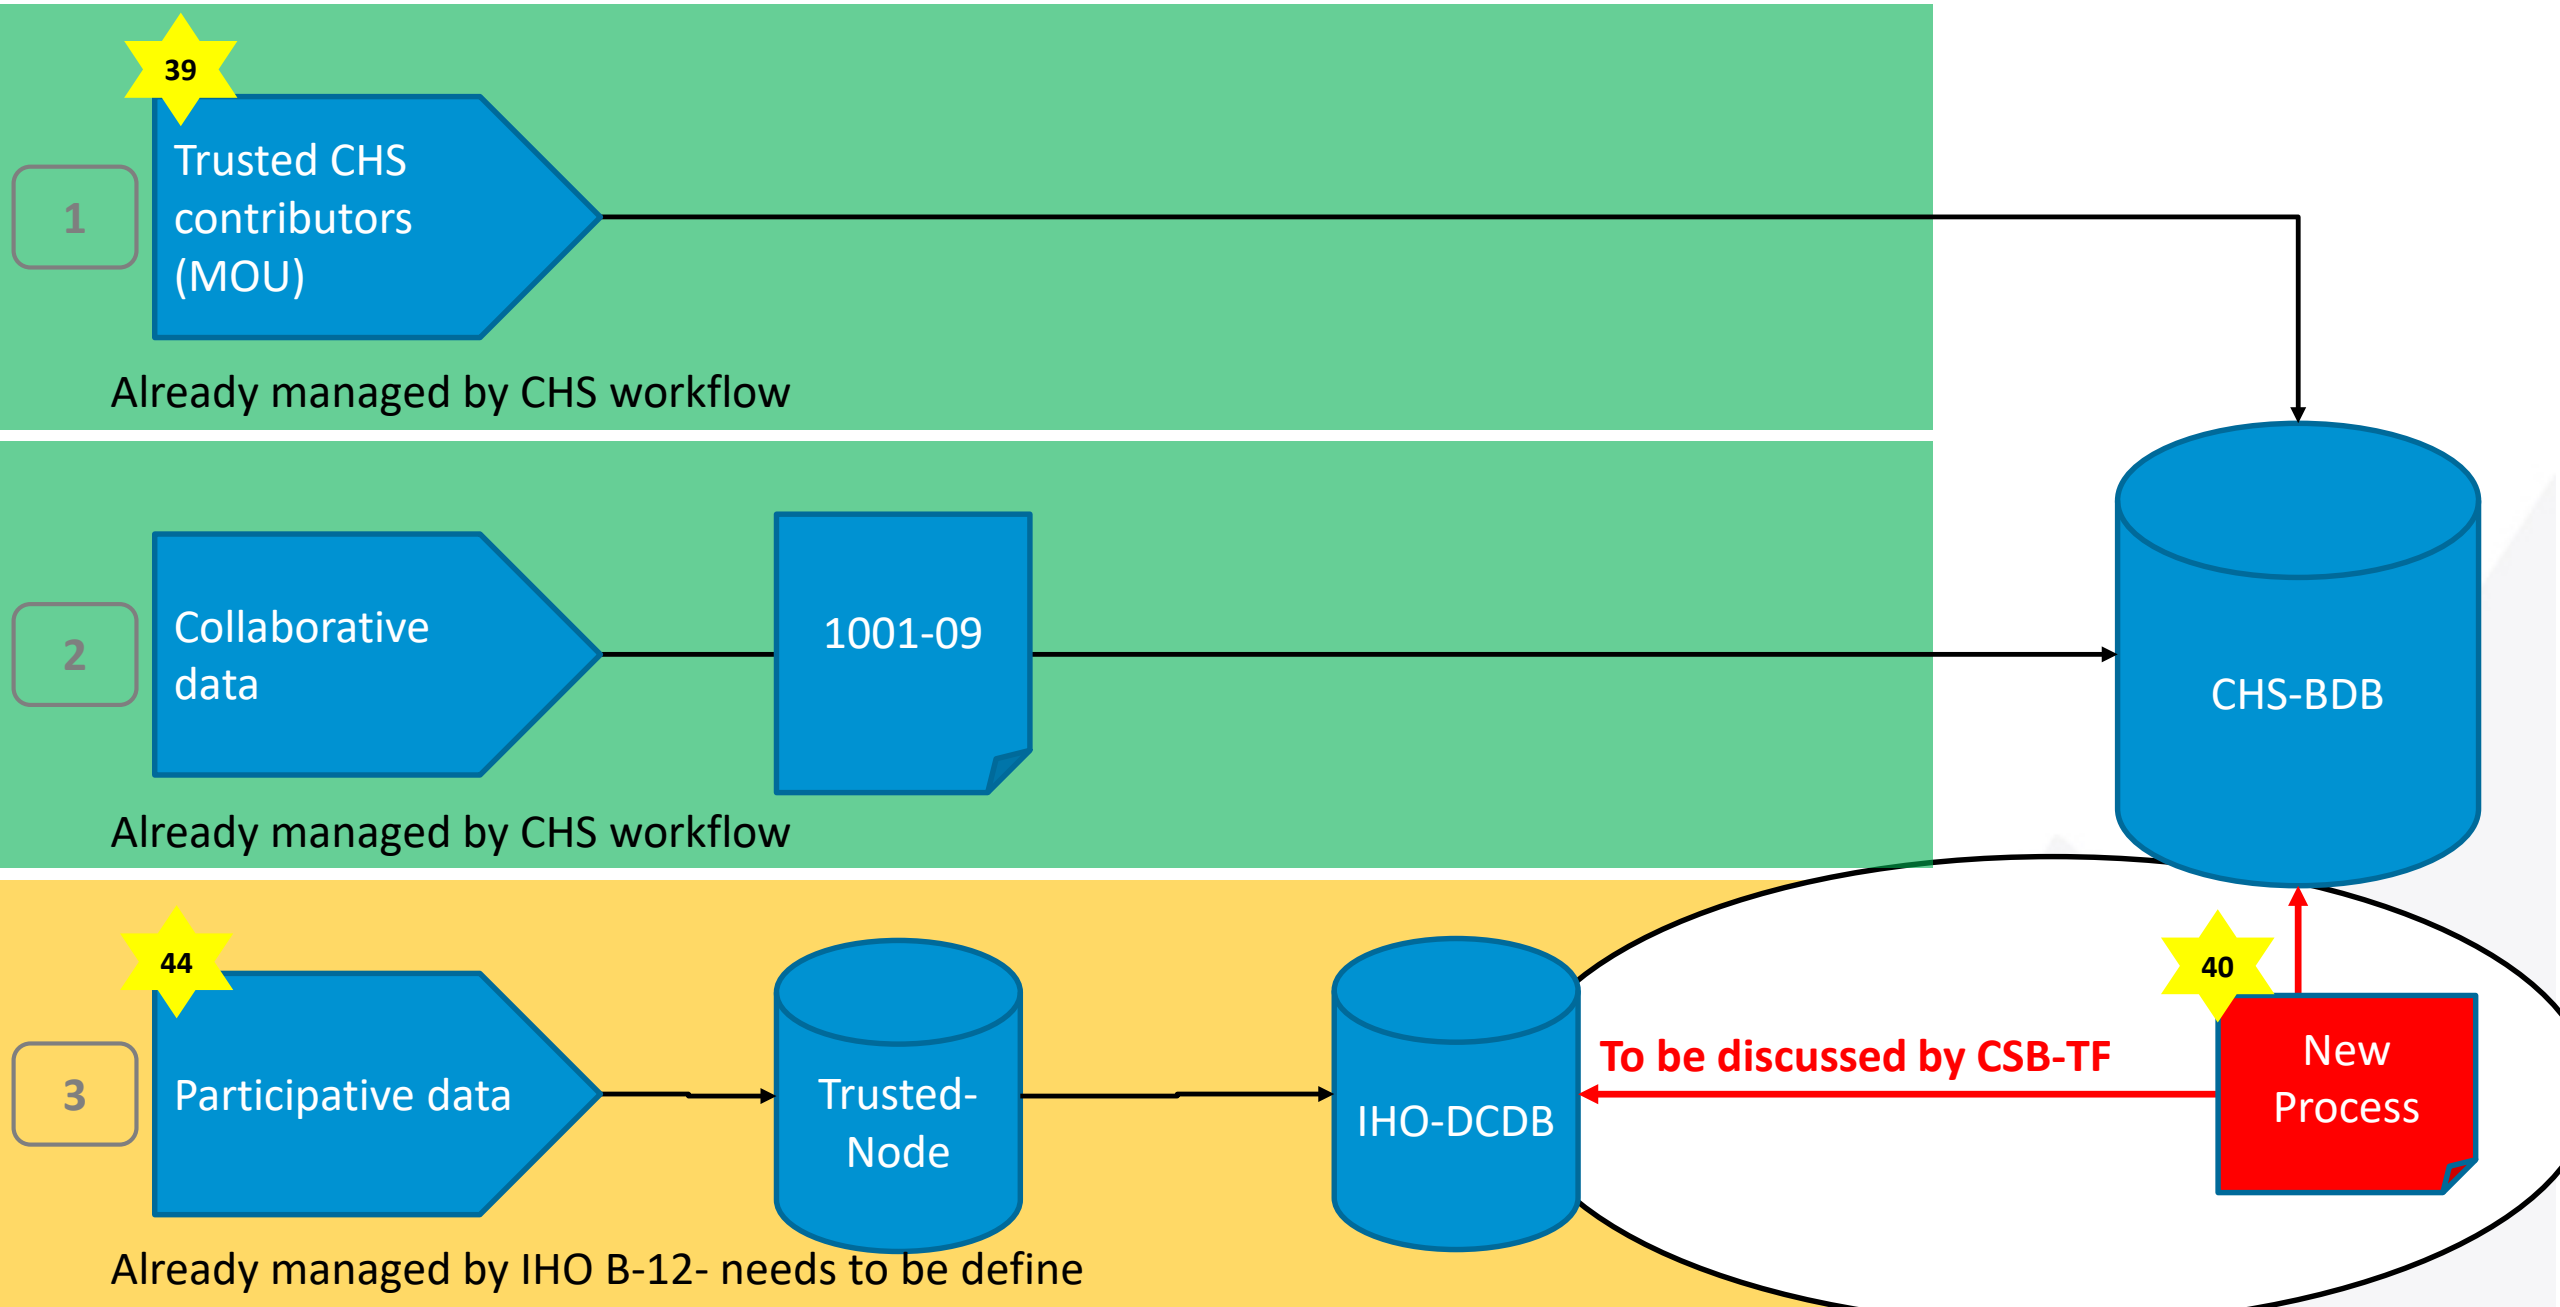 39
1
Trusted CHS
contributors
(MOU)
Already managed by CHS workflow
2
Collaborative
data
1001-09
CHS-BDB
Already managed by CHS workflow
44
3
Participative data
Trusted-
Node
IHO-DCDB
To be discussed by CSB-TF
40
New
Process
Already managed by IHO B-12- needs to be define